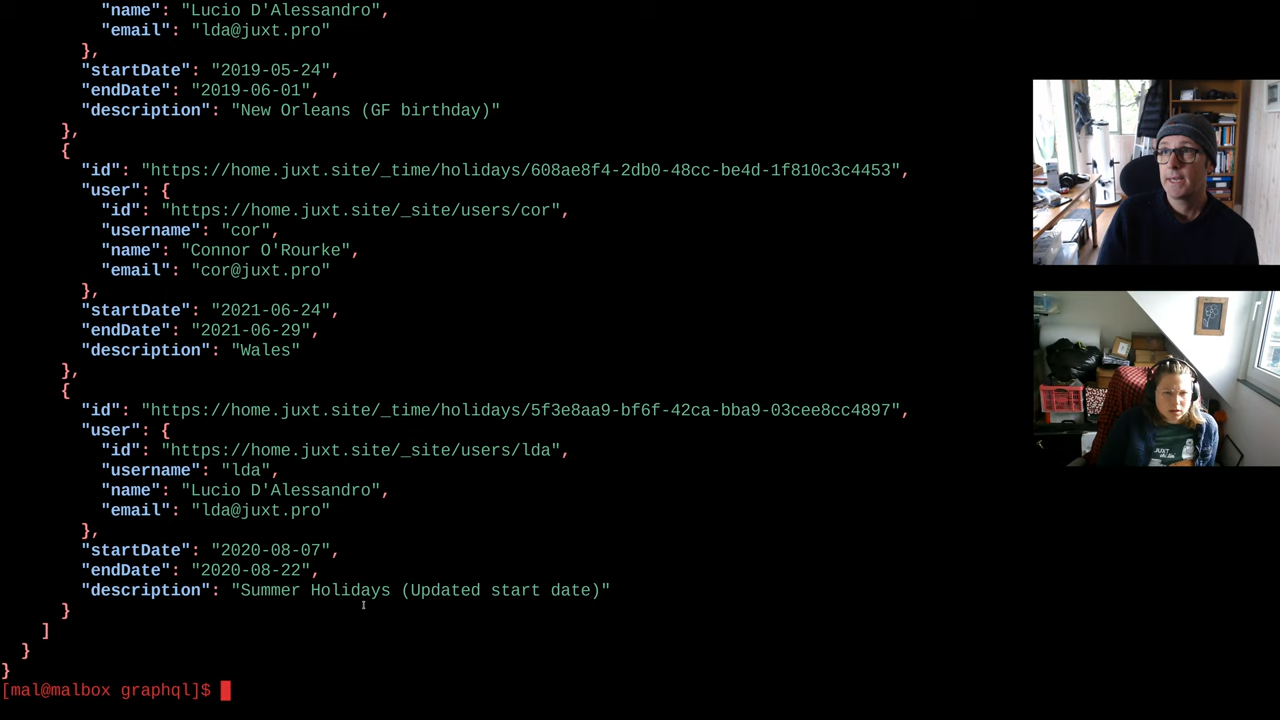 "name": "Lucio D'Alessandro",
"email": "lda@juxt.pro"
},
"startDate": "2019-05-24",
"endDate": "2019-06-01",
"description": "New Orleans (GF birthday)"
},
{
"id": "https://home.juxt.site/_time/holidays/608ae8f4-2db0-48cc-be4d-1f810c3c4453",
"user": {
"id": "https://home.juxt.site/_site/users/cor",
"username": "cor",
"name": "Connor O'Rourke",
"email": "cor@juxt.pro"
},
"startDate": "2021-06-24",
"endDate": "2021-06-29",
"description": "Wales"
},
{
"id": "https://home.juxt.site/_time/holidays/5f3e8aa9-bf6f-42ca-bba9-03cee8cc4897",
"user": {
"id": "https://home.juxt.site/_site/users/lda",
"username": "lda",
"name": "Lucio D'Alessandro",
"email": "lda@juxt.pro"
},
"startDate": "2020-08-07",
"endDate": "2020-08-22",
"description": "Summer Holidays (Updated start date)"
}
]
}
}
[mal@malbox graphql]$
JUXT